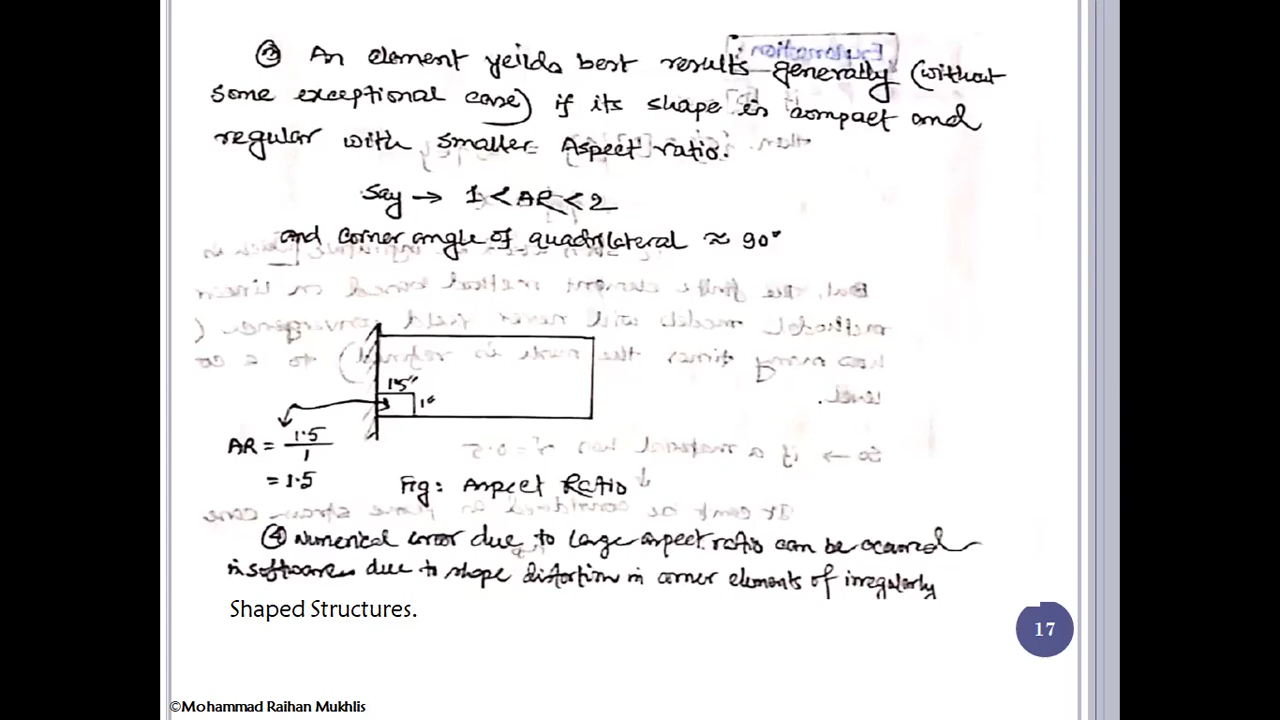 ③ An element yeilds best results generally (without
some exceptional case) if its shape is compact and
regular with smaller Aspect ratio.
Say → 1 < AR < 2
and corner angle of quadrilateral ≈ 90°
1.5"
1"
AR = 1.5/1
= 1.5
Fig: Aspect Ratio
④ Numerical error due to large aspect ratio can be occurred
in software due to shape distortion in corner elements of irregularly
Shaped Structures.
17
©Mohammad Raihan Mukhlis